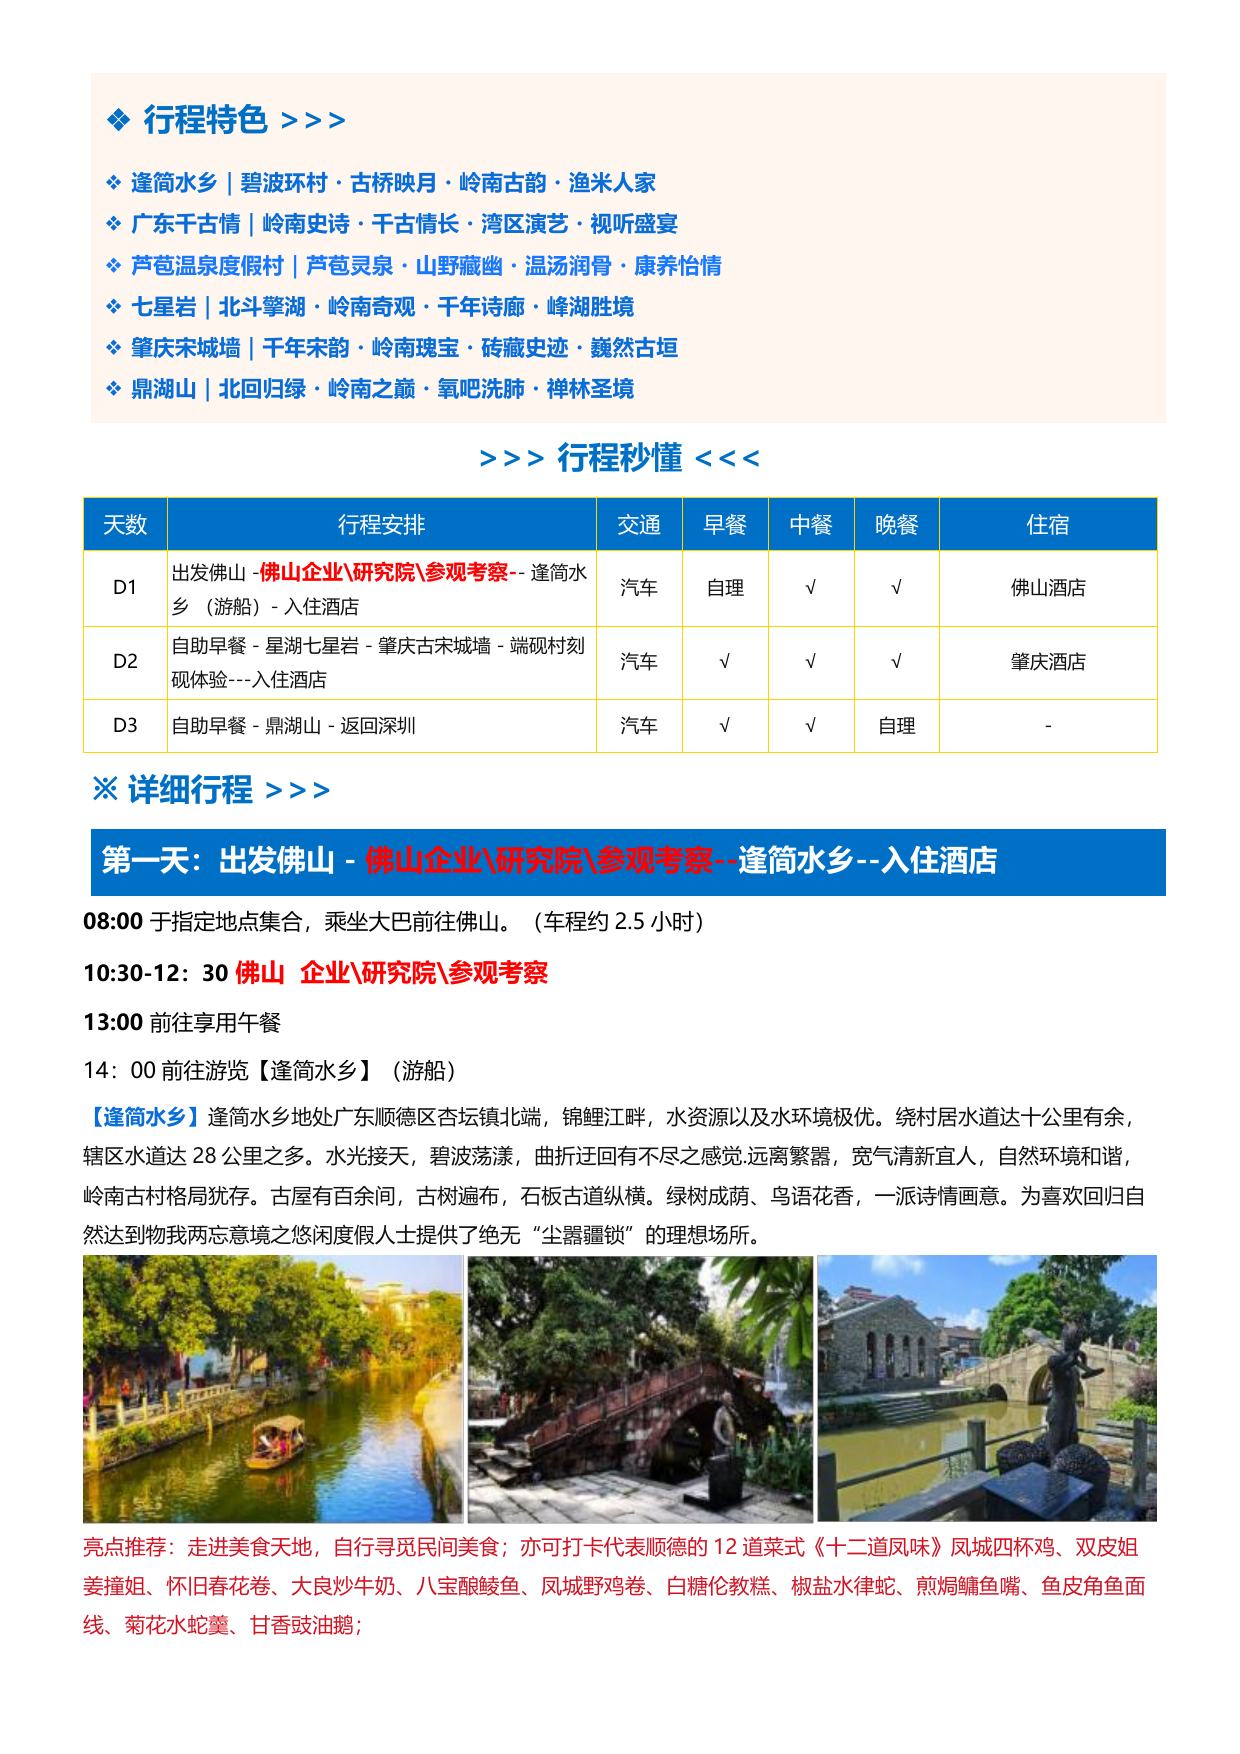 ❖ 行程特色 >>>
❖ 逢简水乡｜碧波环村 · 古桥映月 · 岭南古韵 · 渔米人家
❖ 广东千古情｜岭南史诗 · 千古情长 · 湾区演艺 · 视听盛宴
❖ 芦苞温泉度假村｜芦苞灵泉 · 山野藏幽 · 温汤润骨 · 康养怡情
❖ 七星岩｜北斗擎湖 · 岭南奇观 · 千年诗廊 · 峰湖胜境
❖ 肇庆宋城墙｜千年宋韵 · 岭南瑰宝 · 砖藏史迹 · 巍然古垣
❖ 鼎湖山｜北回归绿 · 岭南之巅 · 氧吧洗肺 · 禅林圣境
>>> 行程秒懂 <<<
天数 行程安排 交通 早餐 中餐 晚餐 住宿
D1 出发佛山 -佛山企业\研究院\参观考察-- 逢简水乡 （游船）- 入住酒店 汽车 自理 √ √ 佛山酒店
D2 自助早餐 - 星湖七星岩 - 肇庆古宋城墙 - 端砚村刻砚体验---入住酒店 汽车 √ √ √ 肇庆酒店
D3 自助早餐 - 鼎湖山 - 返回深圳 汽车 √ √ 自理 -
※ 详细行程 >>>
第一天：出发佛山 - 佛山企业\研究院\参观考察--逢简水乡--入住酒店
08:00 于指定地点集合，乘坐大巴前往佛山。（车程约 2.5 小时）
10:30-12：30 佛山 企业\研究院\参观考察
13:00 前往享用午餐
14：00 前往游览【逢简水乡】（游船）
【逢简水乡】逢简水乡地处广东顺德区杏坛镇北端，锦鲤江畔，水资源以及水环境极优。绕村居水道达十公里有余，
辖区水道达 28 公里之多。水光接天，碧波荡漾，曲折迂回有不尽之感觉.远离繁嚣，宽气清新宜人，自然环境和谐，
岭南古村格局犹存。古屋有百余间，古树遍布，石板古道纵横。绿树成荫、鸟语花香，一派诗情画意。为喜欢回归自
然达到物我两忘意境之悠闲度假人士提供了绝无“尘嚣疆锁”的理想场所。
亮点推荐：走进美食天地，自行寻觅民间美食；亦可打卡代表顺德的 12 道菜式《十二道凤味》凤城四杯鸡、双皮姐
姜撞姐、怀旧春花卷、大良炒牛奶、八宝酿鲮鱼、凤城野鸡卷、白糖伦教糕、椒盐水律蛇、煎焗鳙鱼嘴、鱼皮角鱼面
线、菊花水蛇羹、甘香豉油鹅；